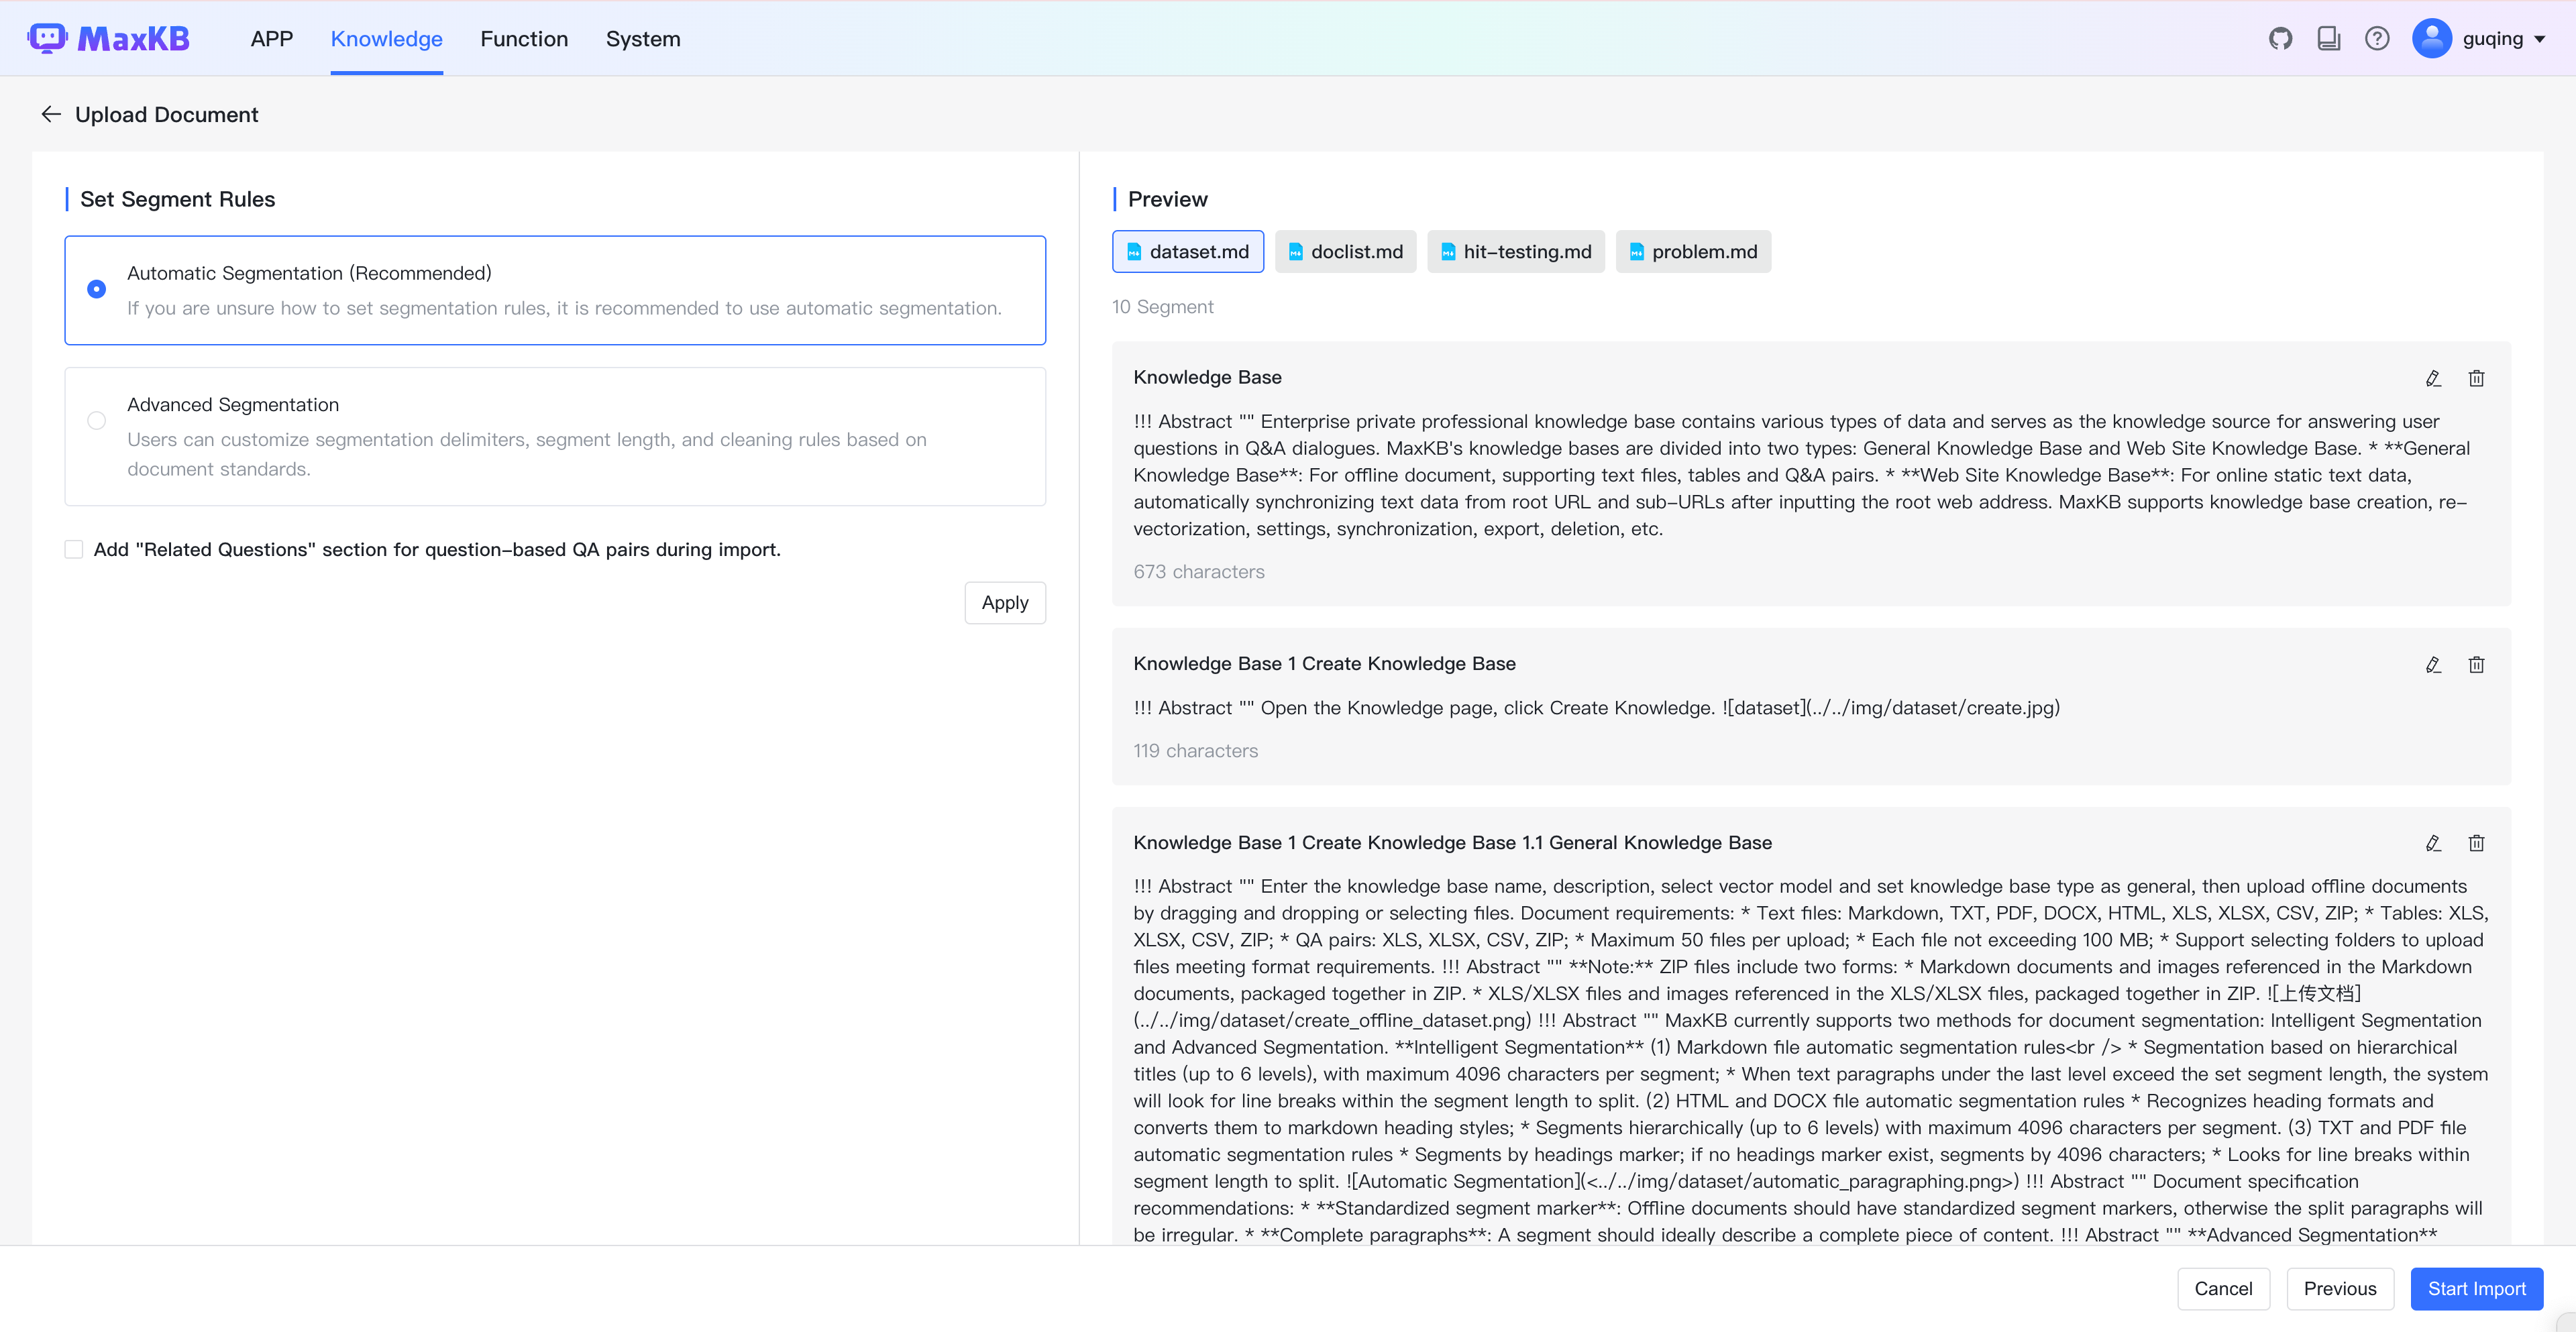 MaxKB
APP
Knowledge
Function
System
guqing
Upload Document
Set Segment Rules
Automatic Segmentation (Recommended)
If you are unsure how to set segmentation rules, it is recommended to use automatic segmentation.
Advanced Segmentation
Users can customize segmentation delimiters, segment length, and cleaning rules based on
document standards.
Add "Related Questions" section for question-based QA pairs during import.
Apply
Preview
dataset.md
doclist.md
hit-testing.md
problem.md
10 Segment
Knowledge Base
!!! Abstract "" Enterprise private professional knowledge base contains various types of data and serves as the knowledge source for answering user
questions in Q&A dialogues. MaxKB's knowledge bases are divided into two types: General Knowledge Base and Web Site Knowledge Base. * **General
Knowledge Base**: For offline document, supporting text files, tables and Q&A pairs. * **Web Site Knowledge Base**: For online static text data,
automatically synchronizing text data from root URL and sub-URLs after inputting the root web address. MaxKB supports knowledge base creation, re-
vectorization, settings, synchronization, export, deletion, etc.
673 characters
Knowledge Base 1 Create Knowledge Base
!!! Abstract "" Open the Knowledge page, click Create Knowledge. ![dataset](../../img/dataset/create.jpg)
119 characters
Knowledge Base 1 Create Knowledge Base 1.1 General Knowledge Base
!!! Abstract "" Enter the knowledge base name, description, select vector model and set knowledge base type as general, then upload offline documents
by dragging and dropping or selecting files. Document requirements: * Text files: Markdown, TXT, PDF, DOCX, HTML, XLS, XLSX, CSV, ZIP; * Tables: XLS,
XLSX, CSV, ZIP; * QA pairs: XLS, XLSX, CSV, ZIP; * Maximum 50 files per upload; * Each file not exceeding 100 MB; * Support selecting folders to upload
files meeting format requirements. !!! Abstract "" **Note:** ZIP files include two forms: * Markdown documents and images referenced in the Markdown
documents, packaged together in ZIP. * XLS/XLSX files and images referenced in the XLS/XLSX files, packaged together in ZIP. ![上传文档]
(../../img/dataset/create_offline_dataset.png) !!! Abstract "" MaxKB currently supports two methods for document segmentation: Intelligent Segmentation
and Advanced Segmentation. **Intelligent Segmentation** (1) Markdown file automatic segmentation rules<br /> * Segmentation based on hierarchical
titles (up to 6 levels), with maximum 4096 characters per segment; * When text paragraphs under the last level exceed the set segment length, the system
will look for line breaks within the segment length to split. (2) HTML and DOCX file automatic segmentation rules * Recognizes heading formats and
converts them to markdown heading styles; * Segments hierarchically (up to 6 levels) with maximum 4096 characters per segment. (3) TXT and PDF file
automatic segmentation rules * Segments by headings marker; if no headings marker exist, segments by 4096 characters; * Looks for line breaks within
segment length to split. ![Automatic Segmentation](<../../img/dataset/automatic_paragraphing.png>) !!! Abstract "" Document specification
recommendations: * **Standardized segment marker**: Offline documents should have standardized segment markers, otherwise the split paragraphs will
be irregular. * **Complete paragraphs**: A segment should ideally describe a complete piece of content. !!! Abstract "" **Advanced Segmentation**
Cancel
Previous
Start Import